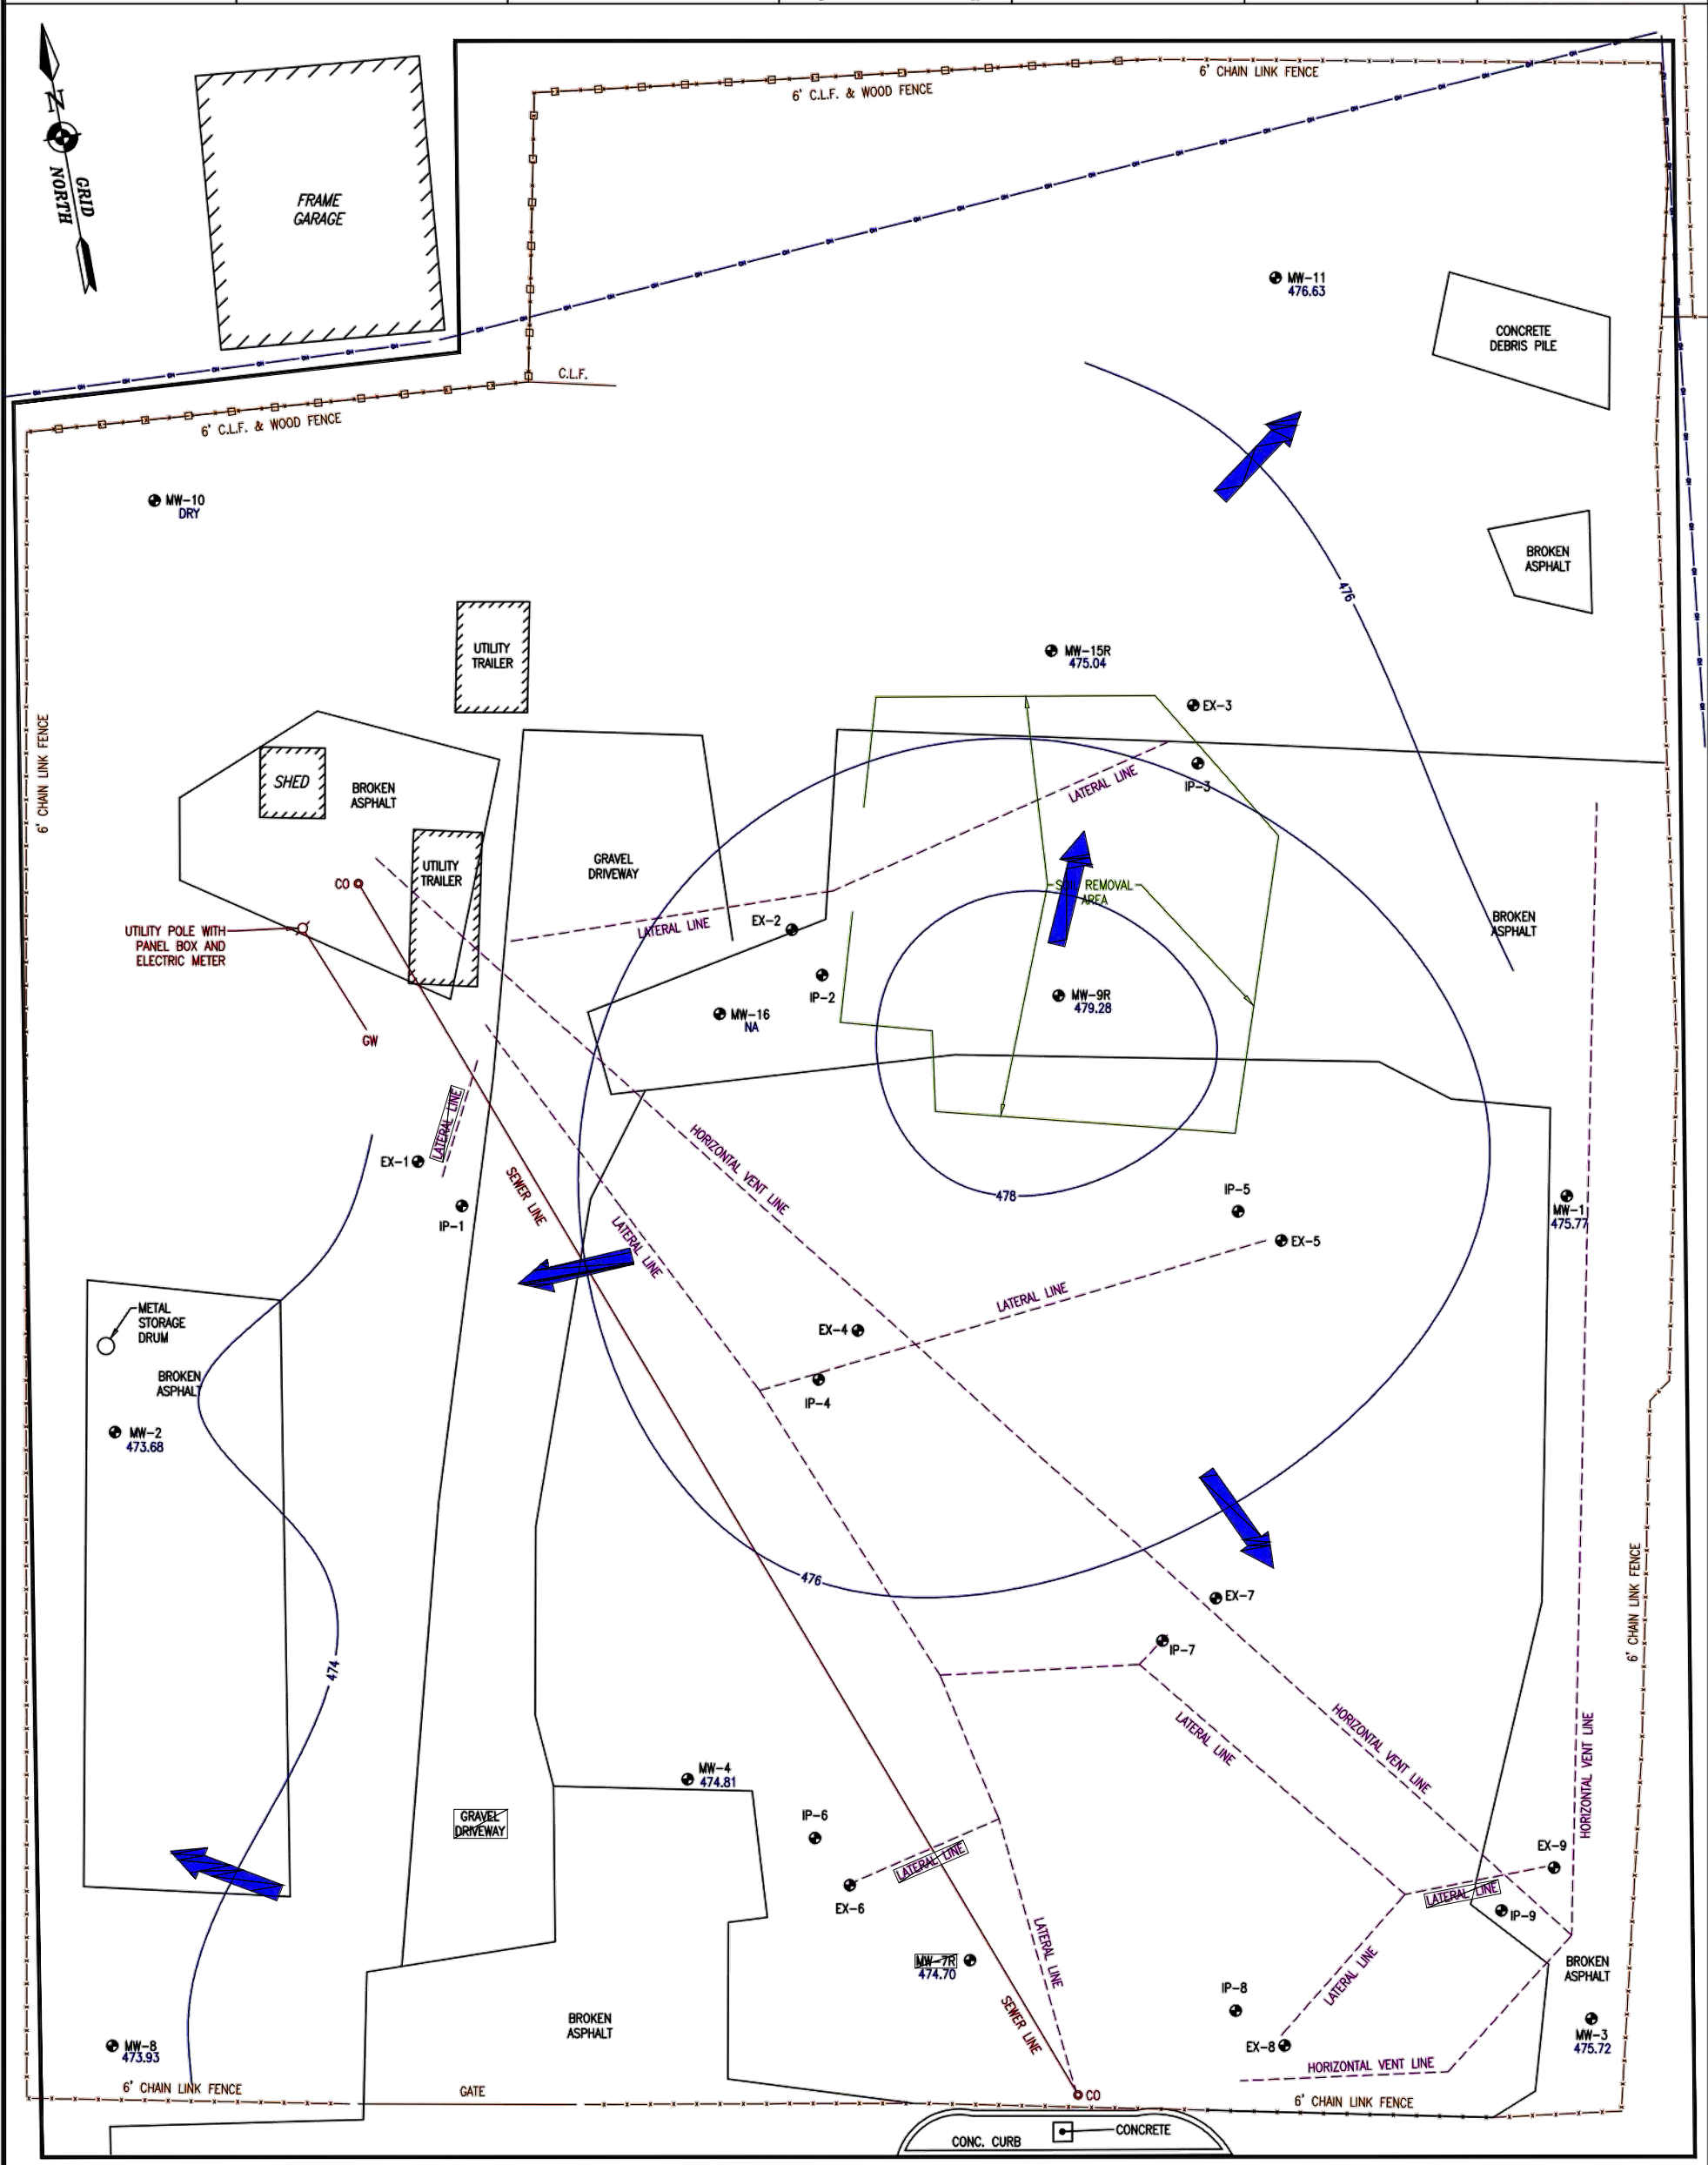 6' CHAIN LINK FENCE
6' C.L.F. & WOOD FENCE
N
GRID
NORTH
FRAME
GARAGE
MW-11
476.63
CONCRETE
DEBRIS PILE
C.L.F.
6' C.L.F. & WOOD FENCE
MW-10
DRY
BROKEN
ASPHALT
476
UTILITY
TRAILER
MW-15R
475.04
EX-3
6' CHAIN LINK FENCE
SHED
BROKEN
ASPHALT
LATERAL LINE
IP-3
GRAVEL
DRIVEWAY
UTILITY
TRAILER
CO
SOIL REMOVAL
AREA
EX-2
LATERAL LINE
BROKEN
ASPHALT
UTILITY POLE WITH
PANEL BOX AND
ELECTRIC METER
IP-2
MW-9R
479.28
MW-16
NA
GW
LATERAL LINE
HORIZONTAL VENT LINE
EX-1
SEWER LINE
478
IP-5
MW-1
475.77
IP-1
LATERAL LINE
EX-5
METAL
STORAGE
DRUM
LATERAL LINE
EX-4
BROKEN
ASPHALT
IP-4
MW-2
473.68
476
EX-7
6' CHAIN LINK FENCE
IP-7
474
LATERAL LINE
HORIZONTAL VENT LINE
HORIZONTAL VENT LINE
MW-4
474.81
GRAVEL
DRIVEWAY
IP-6
EX-9
LATERAL LINE
LATERAL LINE
EX-6
IP-9
LATERAL LINE
MW-7R
474.70
LATERAL LINE
BROKEN
ASPHALT
IP-8
BROKEN
ASPHALT
SEWER LINE
MW-3
475.72
MW-8
473.93
EX-8
HORIZONTAL VENT LINE
6' CHAIN LINK FENCE
GATE
CO
6' CHAIN LINK FENCE
CONCRETE
CONC. CURB